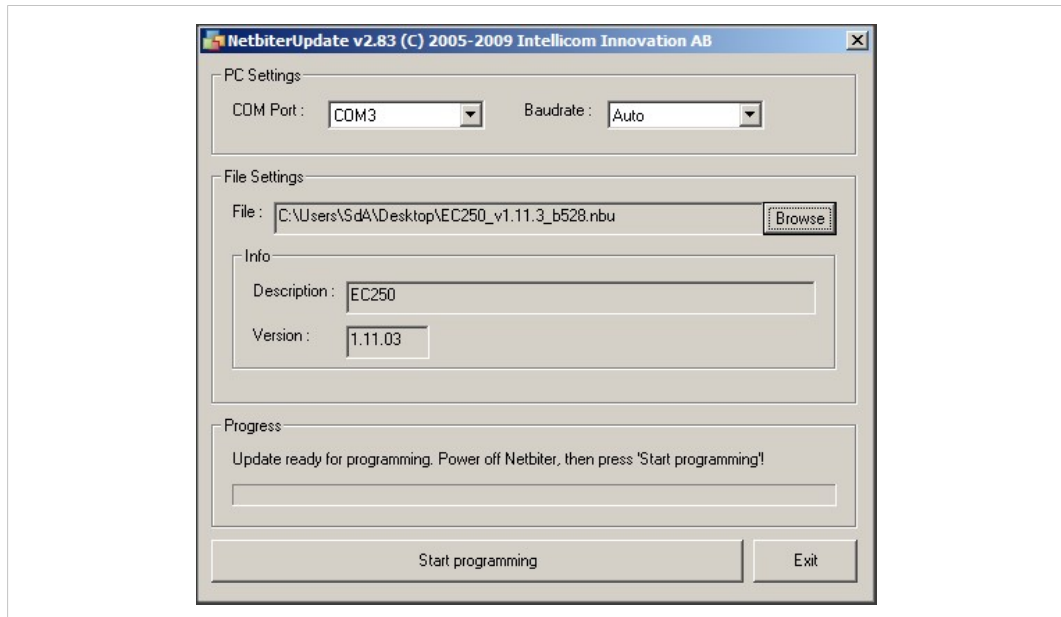 NetbiterUpdate v2.83 (C) 2005-2009 Intellicom Innovation AB
PC Settings
COM Port : COM3 Baudrate : Auto
File Settings
File : C:\Users\SdA\Desktop\EC250_v1.11.3_b528.nbu Browse
Info
Description : EC250
Version : 1.11.03
Progress
Update ready for programming. Power off Netbiter, then press 'Start programming'!
Start programming Exit